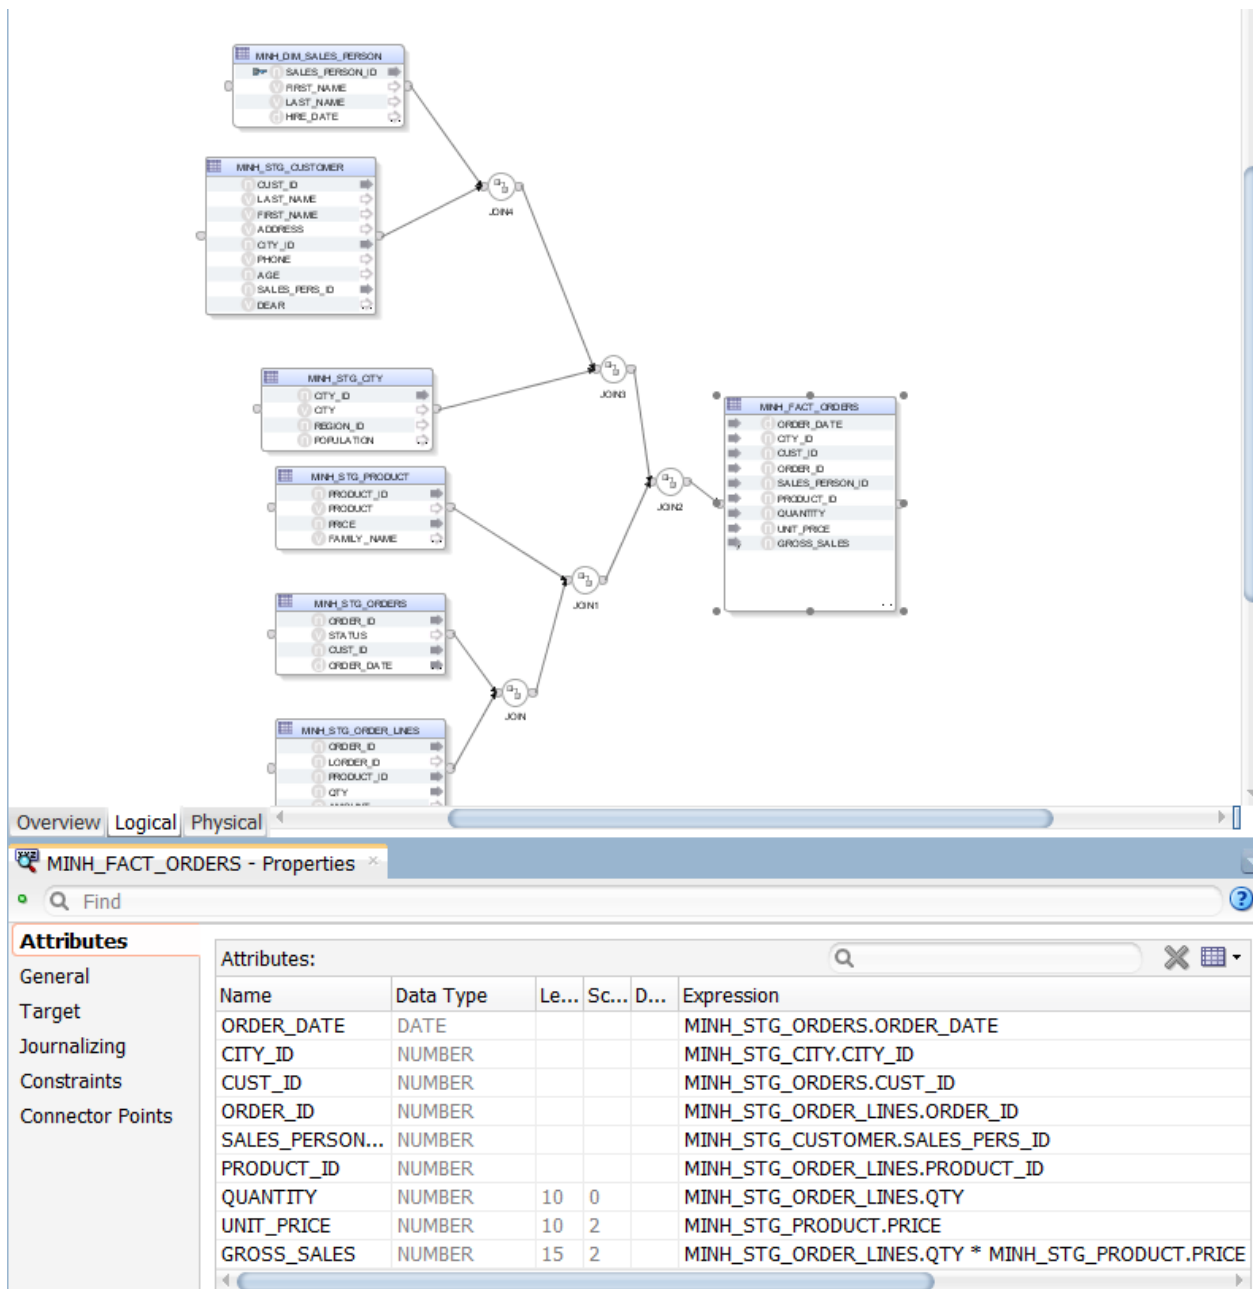 MINH_DIM_SALES_PERSON
SALES_PERSON_ID
FIRST_NAME
LAST_NAME
HIRE_DATE
MINH_STG_CUSTOMER
CUST_ID
LAST_NAME
FIRST_NAME
ADDRESS
CITY_ID
PHONE
AGE
SALES_PERS_ID
DEAR
JOIN4
MINH_STG_CITY
CITY_ID
CITY
REGION_ID
POPULATION
JOIN3
MINH_FACT_ORDERS
ORDER_DATE
CITY_ID
CUST_ID
ORDER_ID
SALES_PERSON_ID
PRODUCT_ID
QUANTITY
UNIT_PRICE
GROSS_SALES
MINH_STG_PRODUCT
PRODUCT_ID
PRODUCT
PRICE
FAMILY_NAME
JOIN2
JOIN1
MINH_STG_ORDERS
ORDER_ID
STATUS
CUST_ID
ORDER_DATE
JOIN
MINH_STG_ORDER_LINES
ORDER_ID
LORDER_ID
PRODUCT_ID
QTY
Overview Logical Physical
MINH_FACT_ORDERS - Properties
Find
Attributes
General
Target
Journalizing
Constraints
Connector Points
Attributes:
Name Data Type Le... Sc... D... Expression
ORDER_DATE DATE MINH_STG_ORDERS.ORDER_DATE
CITY_ID NUMBER MINH_STG_CITY.CITY_ID
CUST_ID NUMBER MINH_STG_ORDERS.CUST_ID
ORDER_ID NUMBER MINH_STG_ORDER_LINES.ORDER_ID
SALES_PERSON... NUMBER MINH_STG_CUSTOMER.SALES_PERS_ID
PRODUCT_ID NUMBER MINH_STG_ORDER_LINES.PRODUCT_ID
QUANTITY NUMBER 10 0 MINH_STG_ORDER_LINES.QTY
UNIT_PRICE NUMBER 10 2 MINH_STG_PRODUCT.PRICE
GROSS_SALES NUMBER 15 2 MINH_STG_ORDER_LINES.QTY * MINH_STG_PRODUCT.PRICE